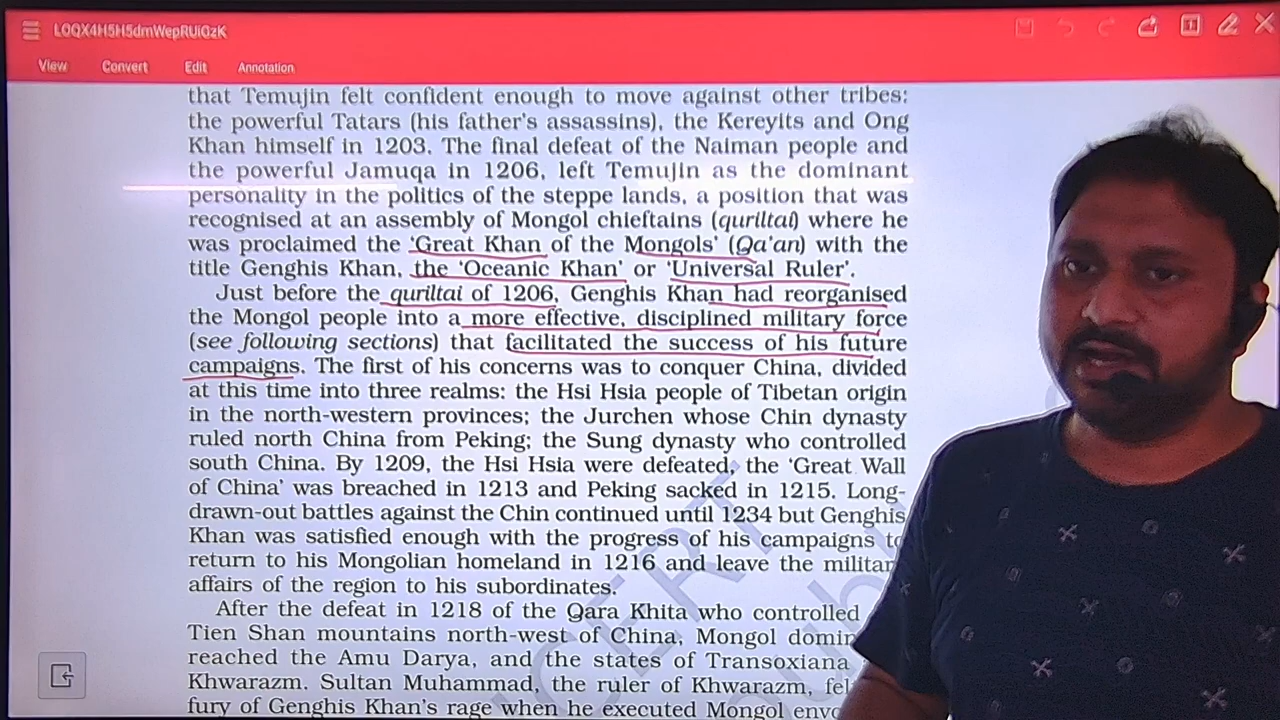 LOQX4H5H5dmWepRUiGzK
View Convert Edit Annotation
that Temujin felt confident enough to move against other tribes:
the powerful Tatars (his father's assassins), the Kereyits and Ong
Khan himself in 1203. The final defeat of the Naiman people and
the powerful Jamuqa in 1206, left Temujin as the dominant
personality in the politics of the steppe lands, a position that was
recognised at an assembly of Mongol chieftains (quriltai) where he
was proclaimed the 'Great Khan of the Mongols' (Qa'an) with the
title Genghis Khan, the 'Oceanic Khan' or 'Universal Ruler'.
Just before the quriltai of 1206, Genghis Khan had reorganised
the Mongol people into a more effective, disciplined military force
(see following sections) that facilitated the success of his future
campaigns. The first of his concerns was to conquer China, divided
at this time into three realms: the Hsi Hsia people of Tibetan origin
in the north-western provinces; the Jurchen whose Chin dynasty
ruled north China from Peking; the Sung dynasty who controlled
south China. By 1209, the Hsi Hsia were defeated, the 'Great Wall
of China' was breached in 1213 and Peking sacked in 1215. Long-
drawn-out battles against the Chin continued until 1234 but Genghis
Khan was satisfied enough with the progress of his campaigns
return to his Mongolian homeland in 1216 and leave the militar
affairs of the region to his subordinates.
After the defeat in 1218 of the Qara Khita who controlled
Tien Shan mountains north-west of China, Mongol domin
reached the Amu Darya, and the states of Transoxiana
Khwarazm. Sultan Muhammad, the ruler of Khwarazm, fel
fury of Genghis Khan's rage when he executed Mongol envo